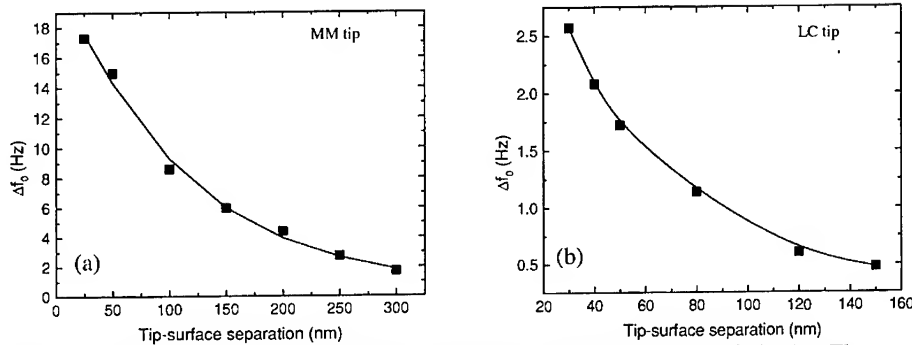 MM tip
18
16
14
12
10
8
6
4
2
0
Δf₀ (Hz)
(a)
0 50 100 150 200 250 300
Tip-surface separation (nm)
LC tip
2.5
2.0
1.5
1.0
0.5
Δf₀ (Hz)
(b)
20 40 60 80 100 120 140 160
Tip-surface separation (nm)